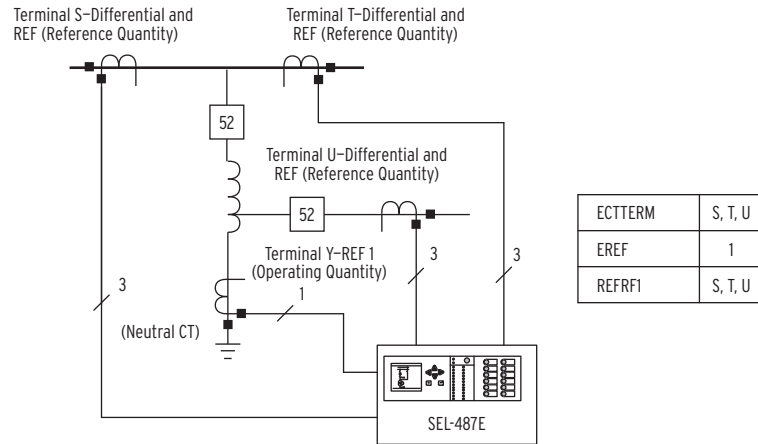 Terminal S–Differential and
REF (Reference Quantity)
Terminal T–Differential and
REF (Reference Quantity)
52
Terminal U–Differential and
REF (Reference Quantity)
52
Terminal Y–REF 1
(Operating Quantity)
1
3
3
3
(Neutral CT)
SEL-487E
ECTTERM S, T, U
EREF 1
REFRF1 S, T, U